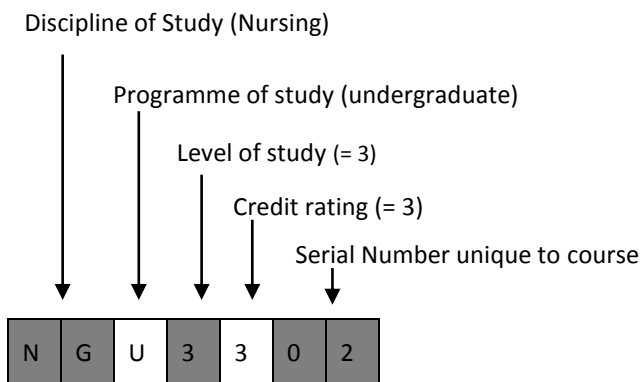 Discipline of Study (Nursing)
Programme of study (undergraduate)
Level of study (= 3)
Credit rating (= 3)
Serial Number unique to course
N G U 3 3 0 2